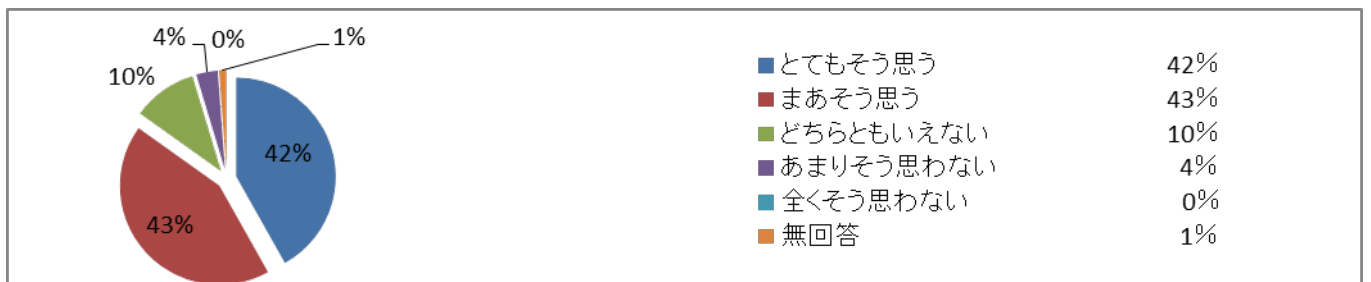 4% 0% 1%
10%
42%
43%
とてもそう思う 42%
まあそう思う 43%
どちらともいえない 10%
あまりそう思わない 4%
全くそう思わない 0%
無回答 1%